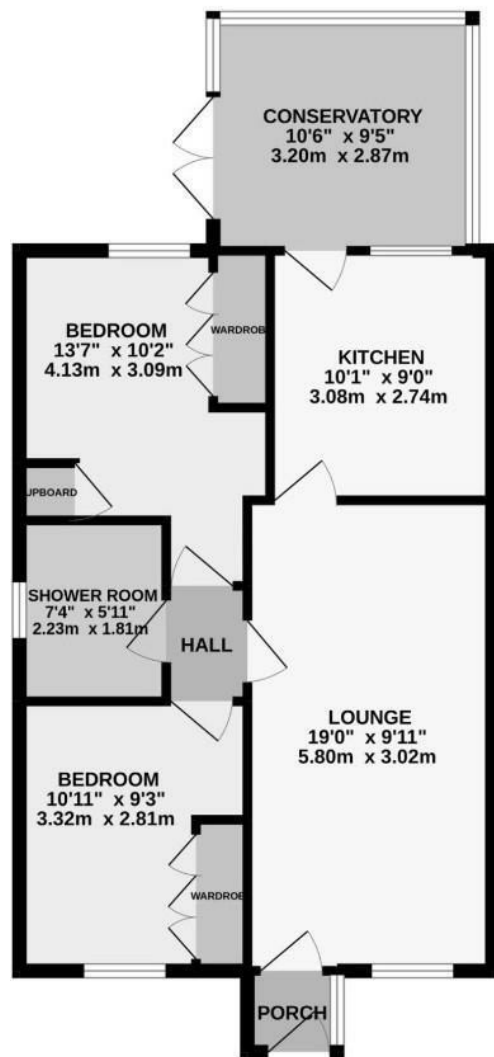 CONSERVATORY
10'6" x 9'5"
3.20m x 2.87m
BEDROOM
13'7" x 10'2"
4.13m x 3.09m
WARDROB
KITCHEN
10'1" x 9'0"
3.08m x 2.74m
UPBOARD
SHOWER ROOM
7'4" x 5'11"
2.23m x 1.81m
HALL
LOUNGE
19'0" x 9'11"
5.80m x 3.02m
BEDROOM
10'11" x 9'3"
3.32m x 2.81m
WARDROB
PORCH